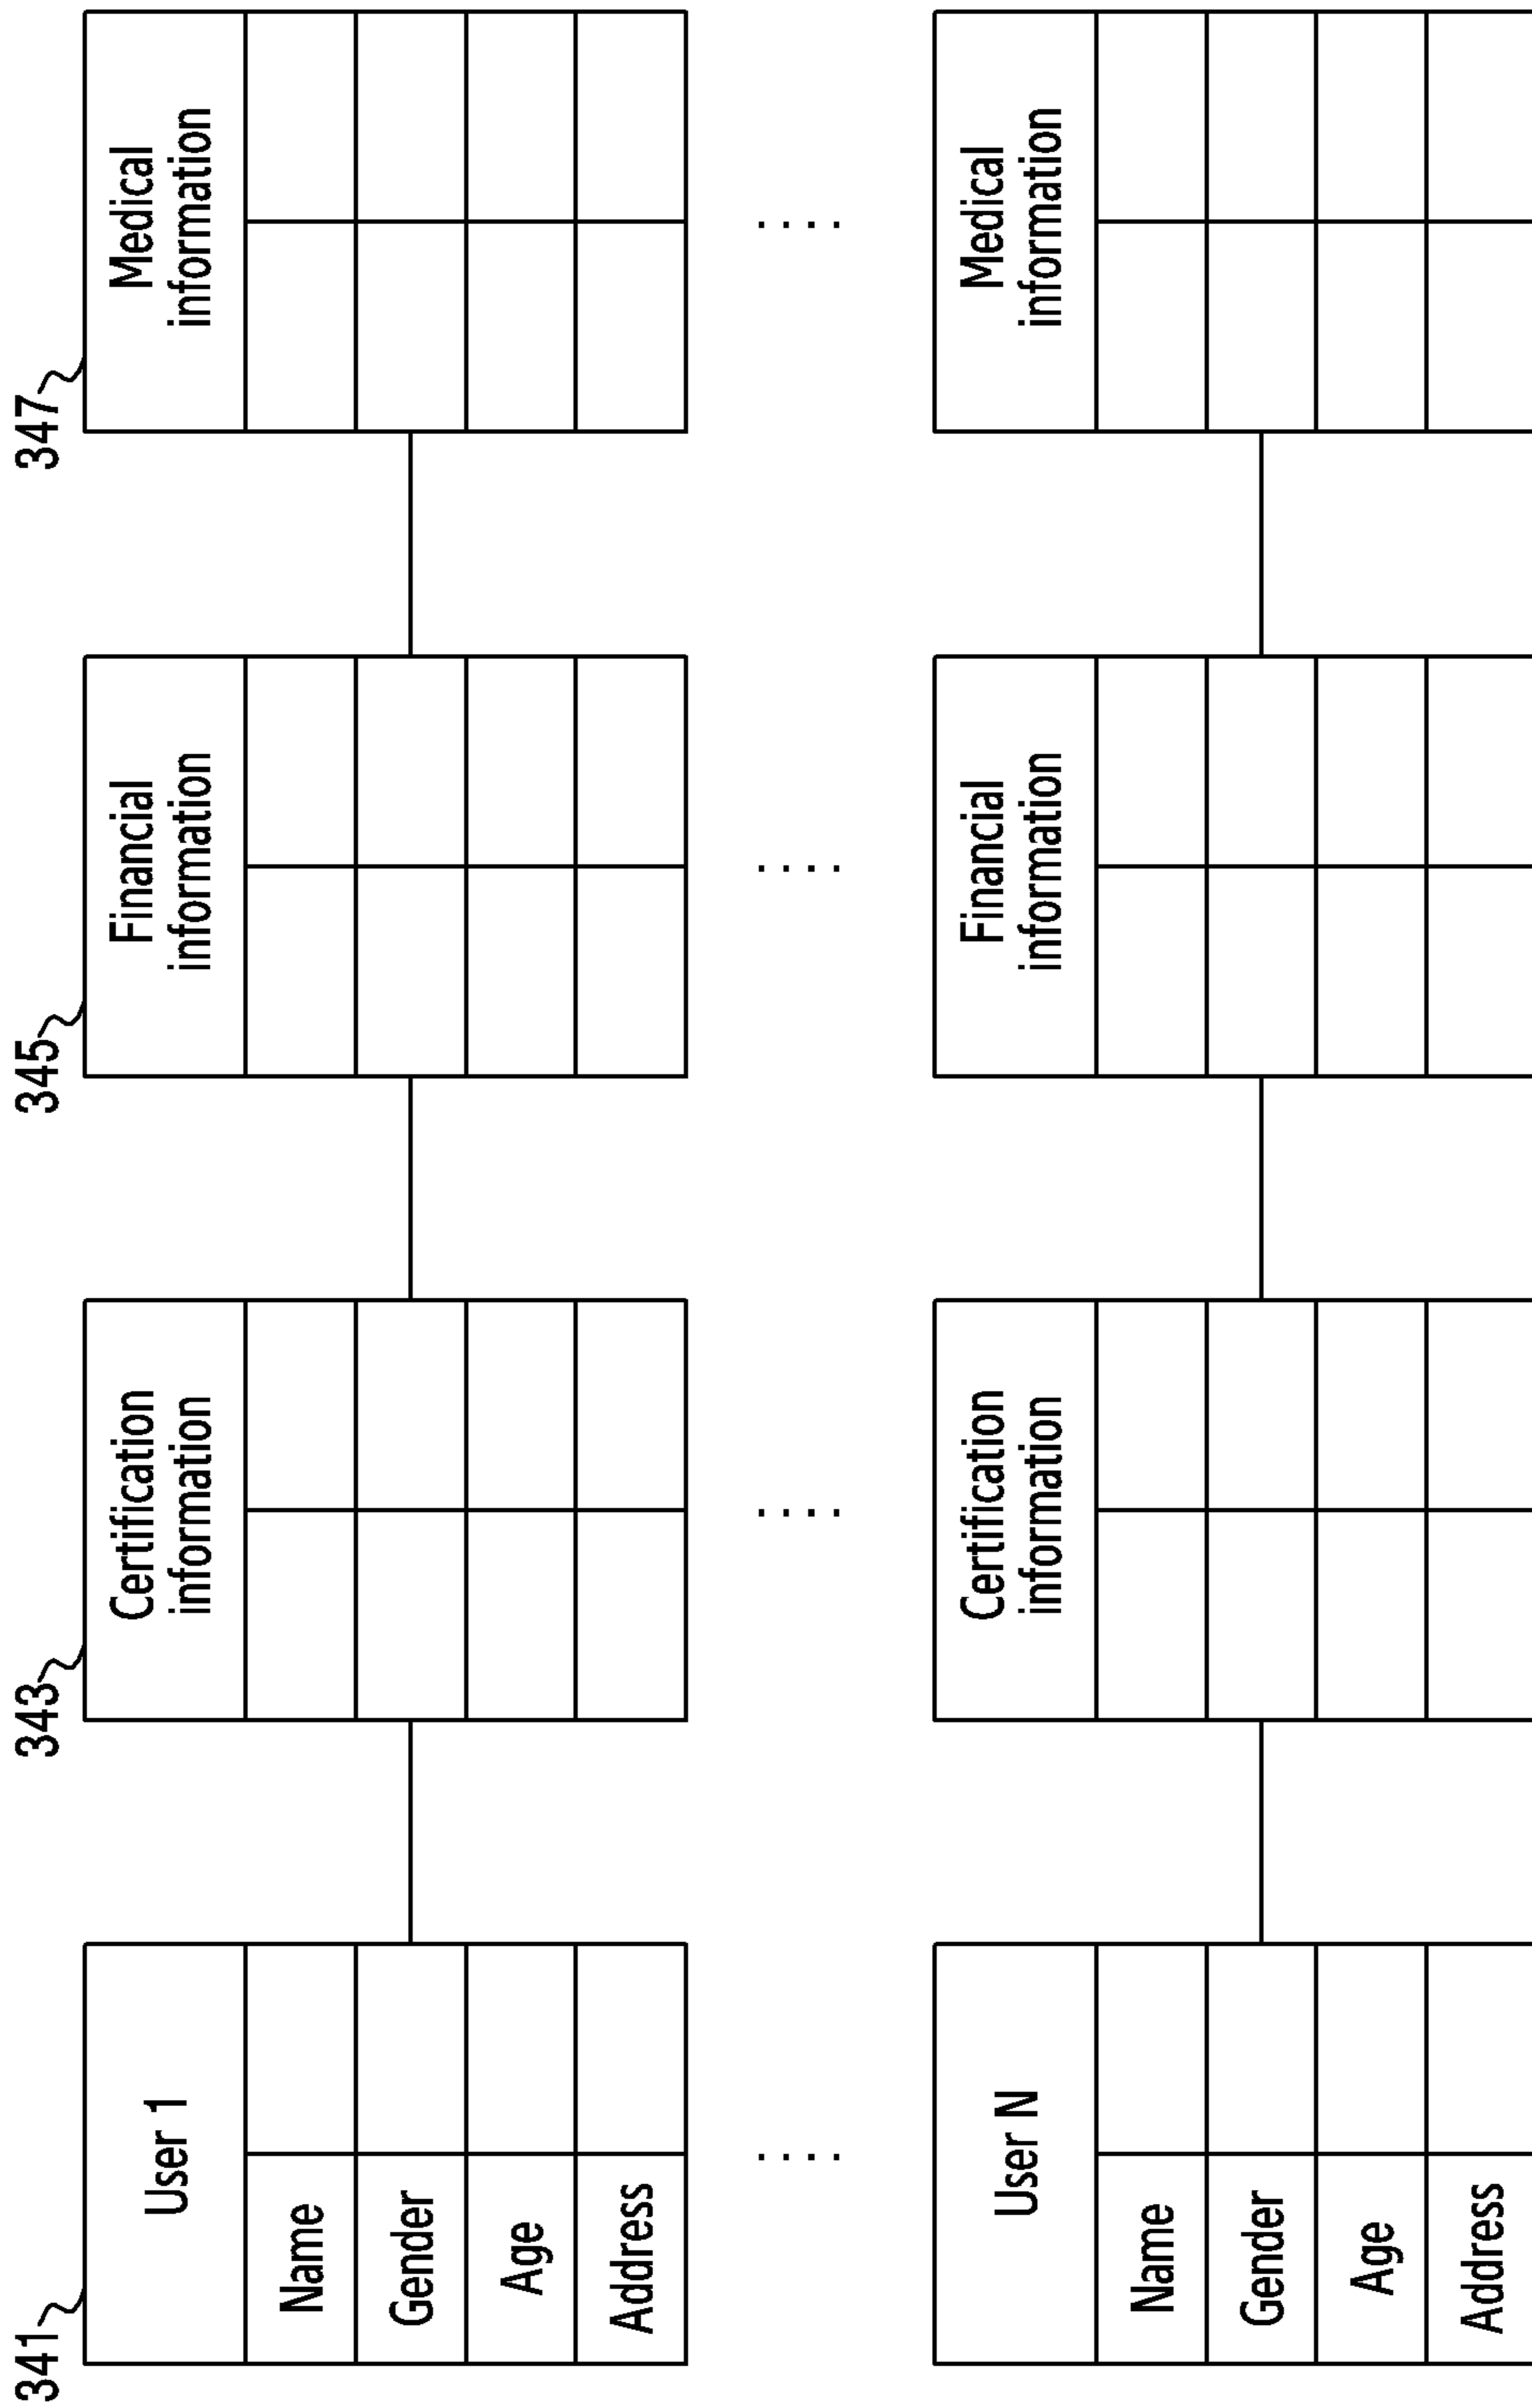 341
343
345
347
User 1
Name
Gender
Age
Address
Certification
information
Financial
information
Medical
information
....
....
....
....
User N
Name
Gender
Age
Address
Certification
information
Financial
information
Medical
information